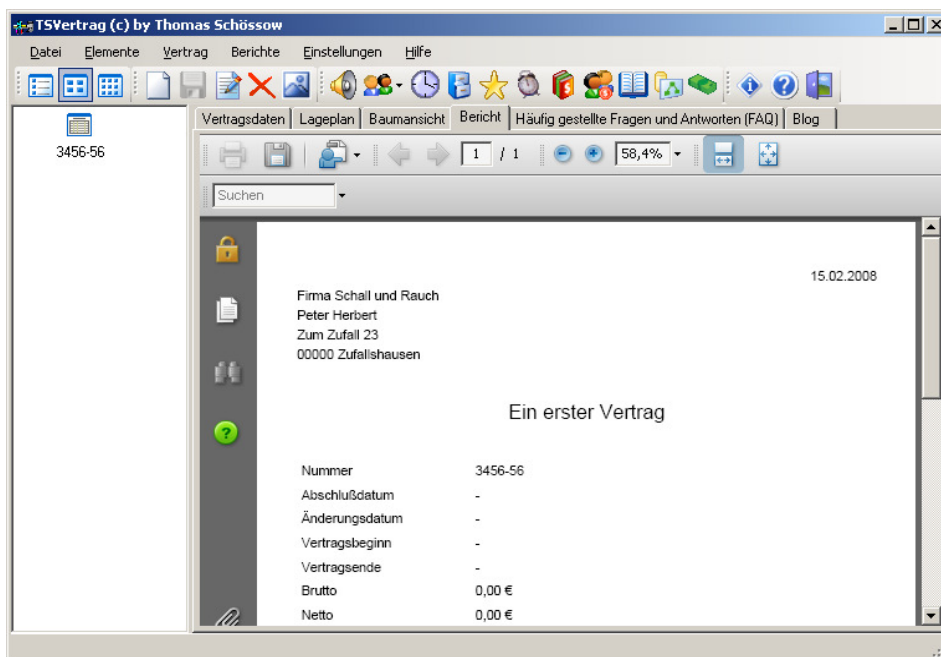 TSVertrag (c) by Thomas Schössow
Datei Elemente Vertrag Berichte Einstellungen Hilfe
3456-56
Vertragsdaten Lageplan Baumansicht Bericht Häufig gestellte Fragen und Antworten (FAQ) Blog
1 / 1 58,4%
Suchen
15.02.2008
Firma Schall und Rauch
Peter Herbert
Zum Zufall 23
00000 Zufallshausen
Ein erster Vertrag
Nummer 3456-56
Abschlußdatum -
Änderungsdatum -
Vertragsbeginn -
Vertragsende -
Brutto 0,00 €
Netto 0,00 €